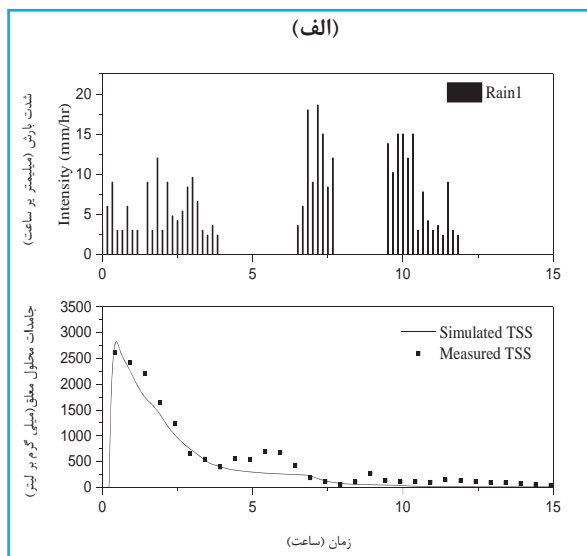 (الف)
شدت بارش (میلیمتر بر ساعت)
Intensity (mm/hr)
20
15
10
5
0
Rain1
0
5
10
15
جامدات محلول معلق(میلی گرم بر لیتر)
3500
3000
2500
2000
1500
1000
500
0
Simulated TSS
Measured TSS
0
5
10
15
زمان (ساعت)